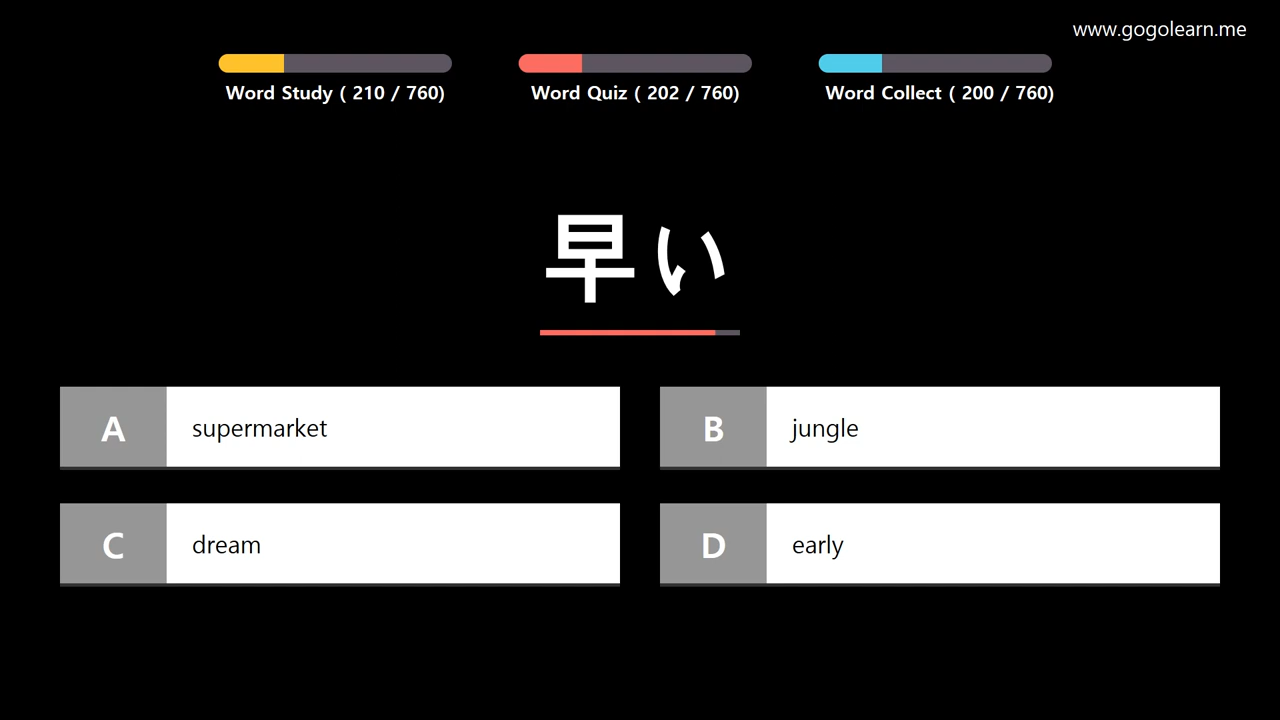 www.gogolearn.me
Word Study ( 210 / 760)
Word Quiz ( 202 / 760)
Word Collect ( 200 / 760)
早い
A supermarket
B jungle
C dream
D early